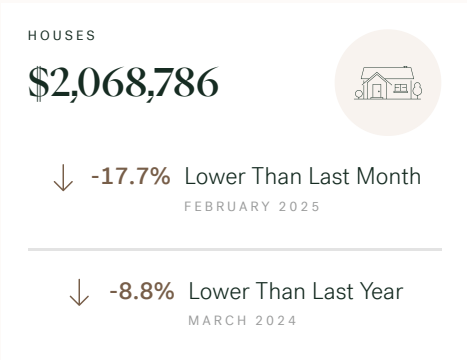 HOUSES
$2,068,786
-17.7% Lower Than Last Month
FEBRUARY 2025
-8.8% Lower Than Last Year
MARCH 2024